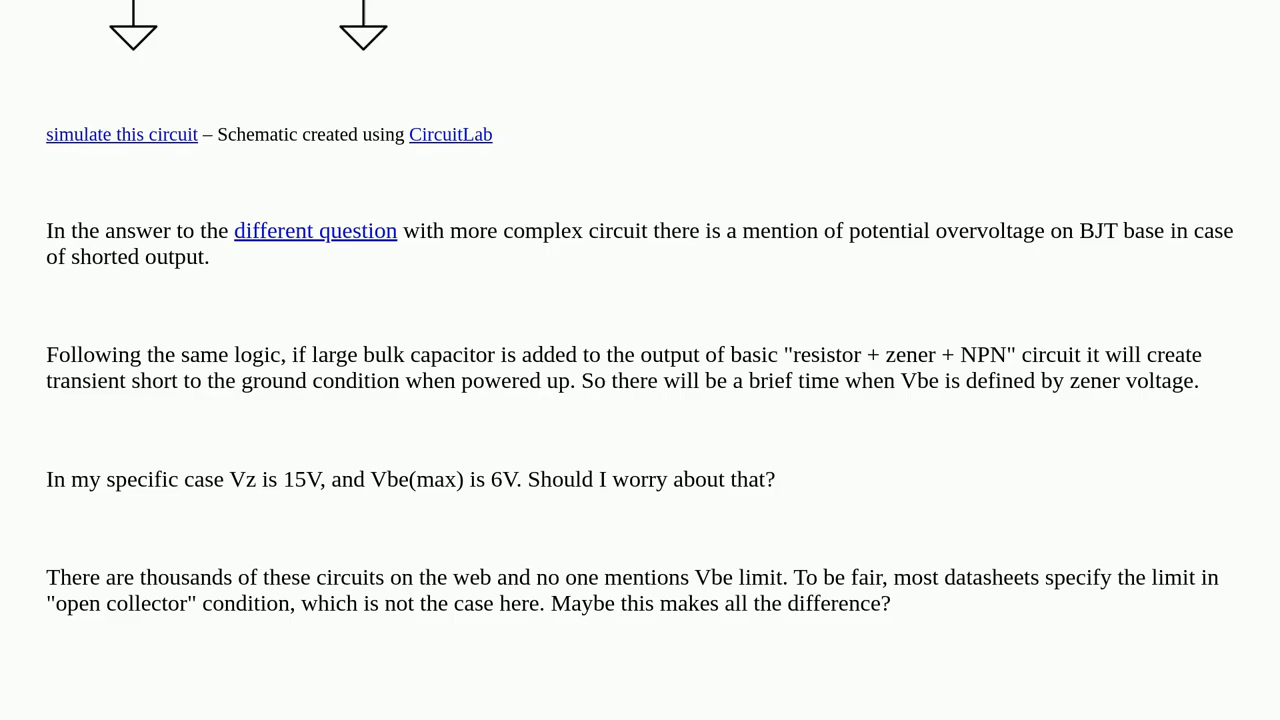 simulate this circuit – Schematic created using CircuitLab
In the answer to the different question with more complex circuit there is a mention of potential overvoltage on BJT base in case
of shorted output.
Following the same logic, if large bulk capacitor is added to the output of basic "resistor + zener + NPN" circuit it will create
transient short to the ground condition when powered up. So there will be a brief time when Vbe is defined by zener voltage.
In my specific case Vz is 15V, and Vbe(max) is 6V. Should I worry about that?
There are thousands of these circuits on the web and no one mentions Vbe limit. To be fair, most datasheets specify the limit in
"open collector" condition, which is not the case here. Maybe this makes all the difference?